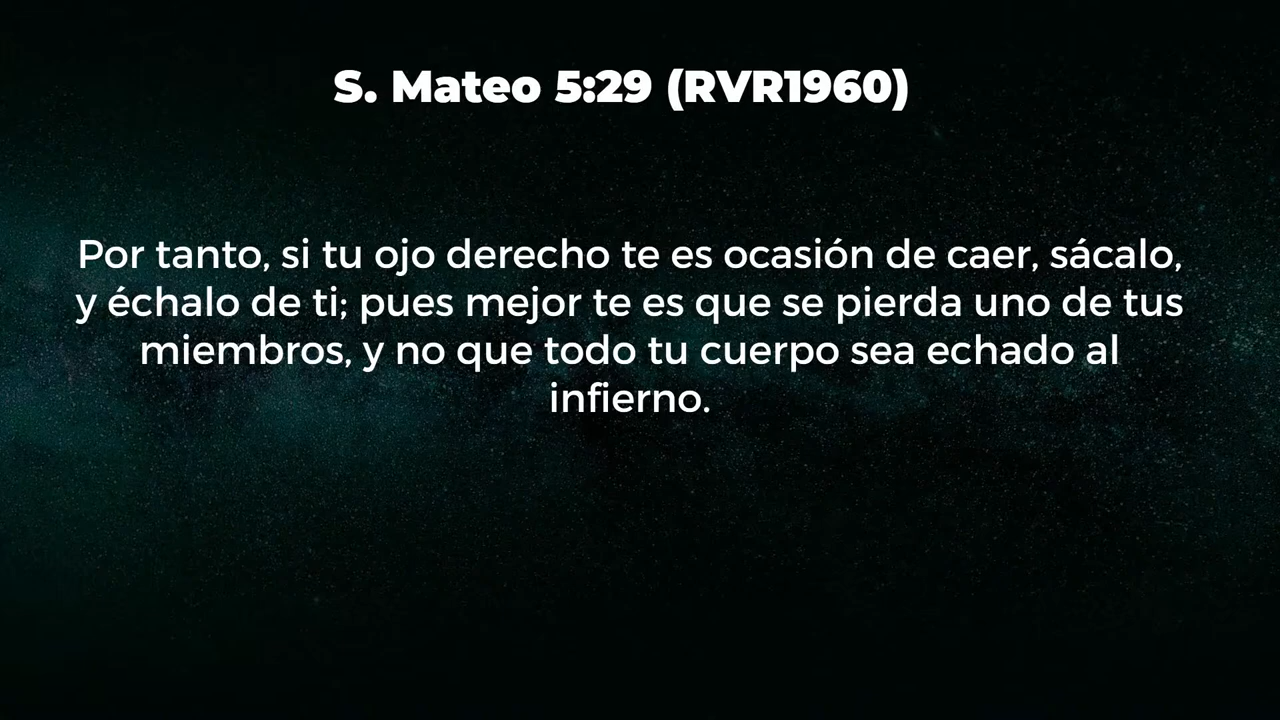 S. Mateo 5:29 (RVR1960)
Por tanto, si tu ojo derecho te es ocasión de caer, sácalo,
y échalo de ti; pues mejor te es que se pierda uno de tus
miembros, y no que todo tu cuerpo sea echado al
infierno.